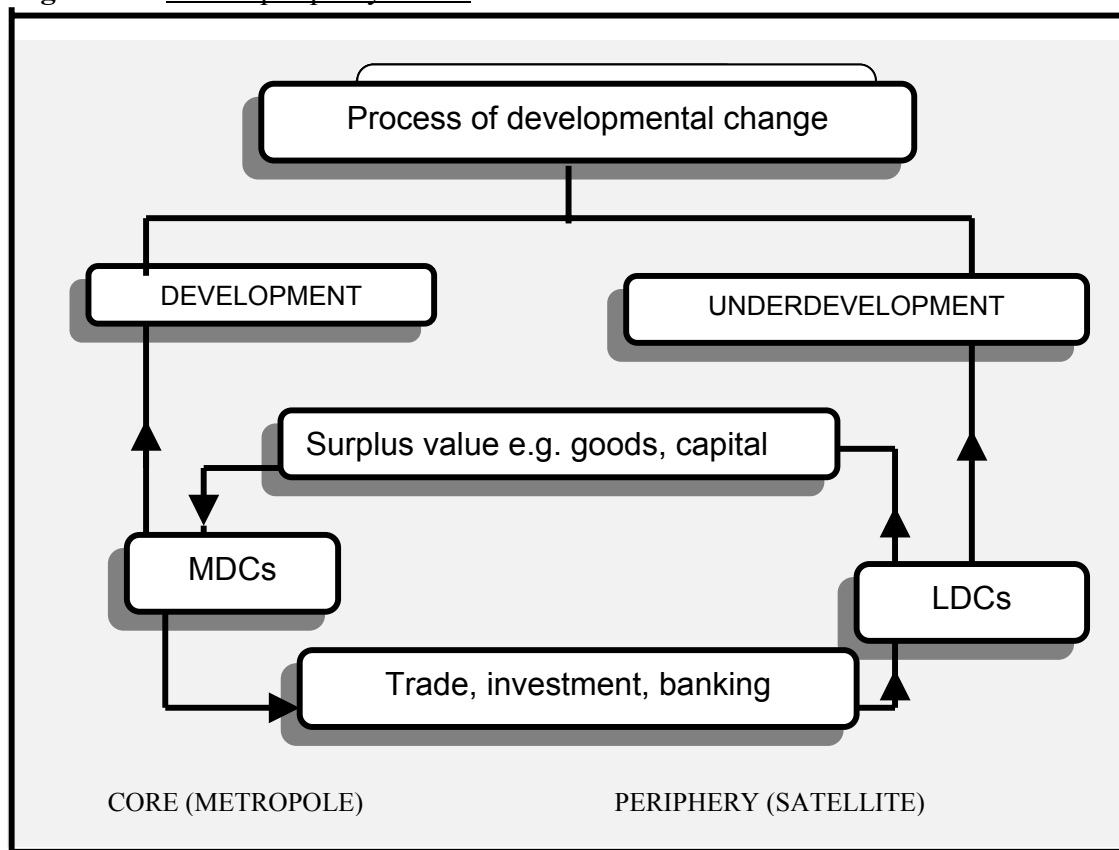 Process of developmental change
DEVELOPMENT
UNDERDEVELOPMENT
Surplus value e.g. goods, capital
MDCs
LDCs
Trade, investment, banking
CORE (METROPOLE)
PERIPHERY (SATELLITE)